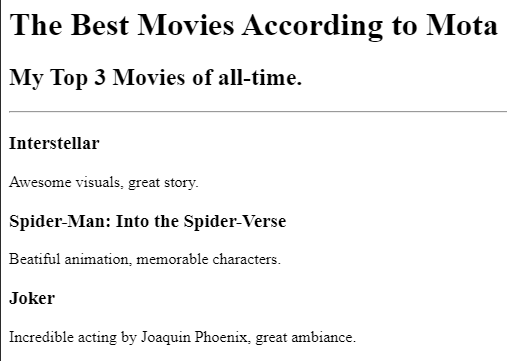 The Best Movies According to Mota
My Top 3 Movies of all-time.
Interstellar
Awesome visuals, great story.
Spider-Man: Into the Spider-Verse
Beatiful animation, memorable characters.
Joker
Incredible acting by Joaquin Phoenix, great ambiance.